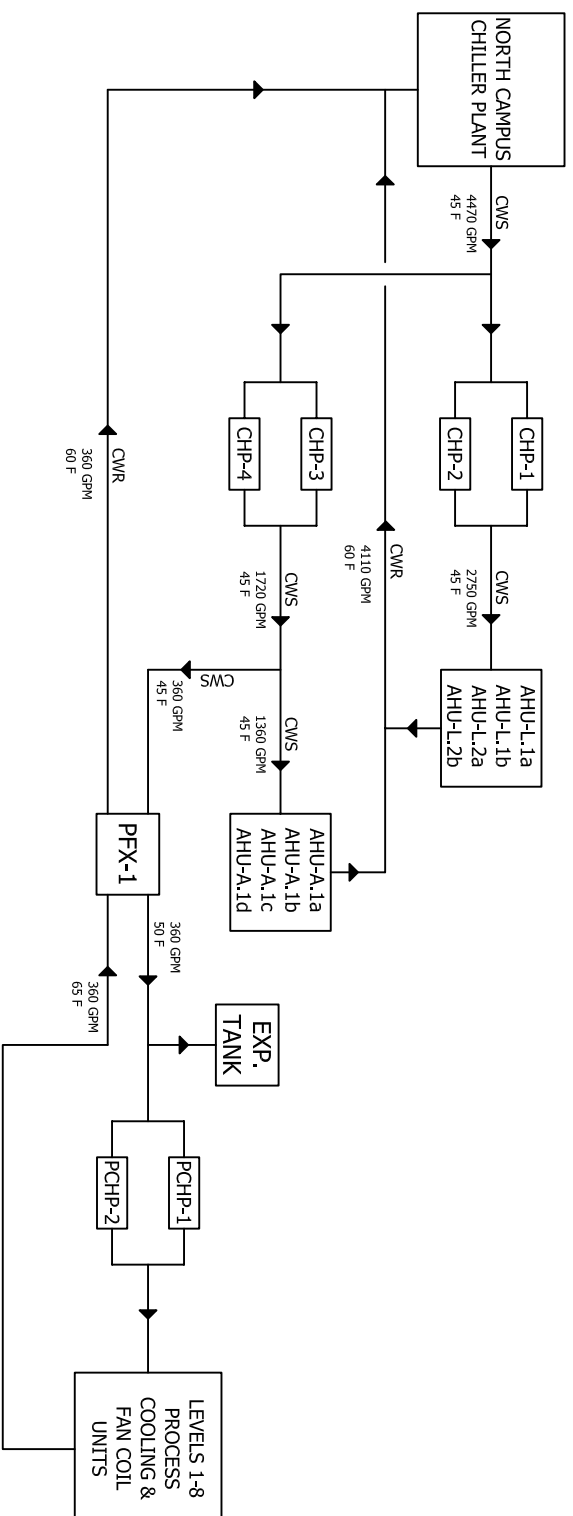 NORTH CAMPUS
CHILLER PLANT
CWS
4470 GPM
45 F
CHP-1
CHP-2
CWS
2750 GPM
45 F
AHU-L.1a
AHU-L.1b
AHU-L.2a
AHU-L.2b
CWR
4110 GPM
60 F
CHP-3
CHP-4
CWS
1720 GPM
45 F
CWS
1360 GPM
45 F
AHU-A.1a
AHU-A.1b
AHU-A.1c
AHU-A.1d
CWS
360 GPM
45 F
CWR
360 GPM
60 F
PFX-1
360 GPM
50 F
360 GPM
65 F
EXP.
TANK
PCHP-1
PCHP-2
LEVELS 1-8
PROCESS
COOLING &
FAN COIL
UNITS